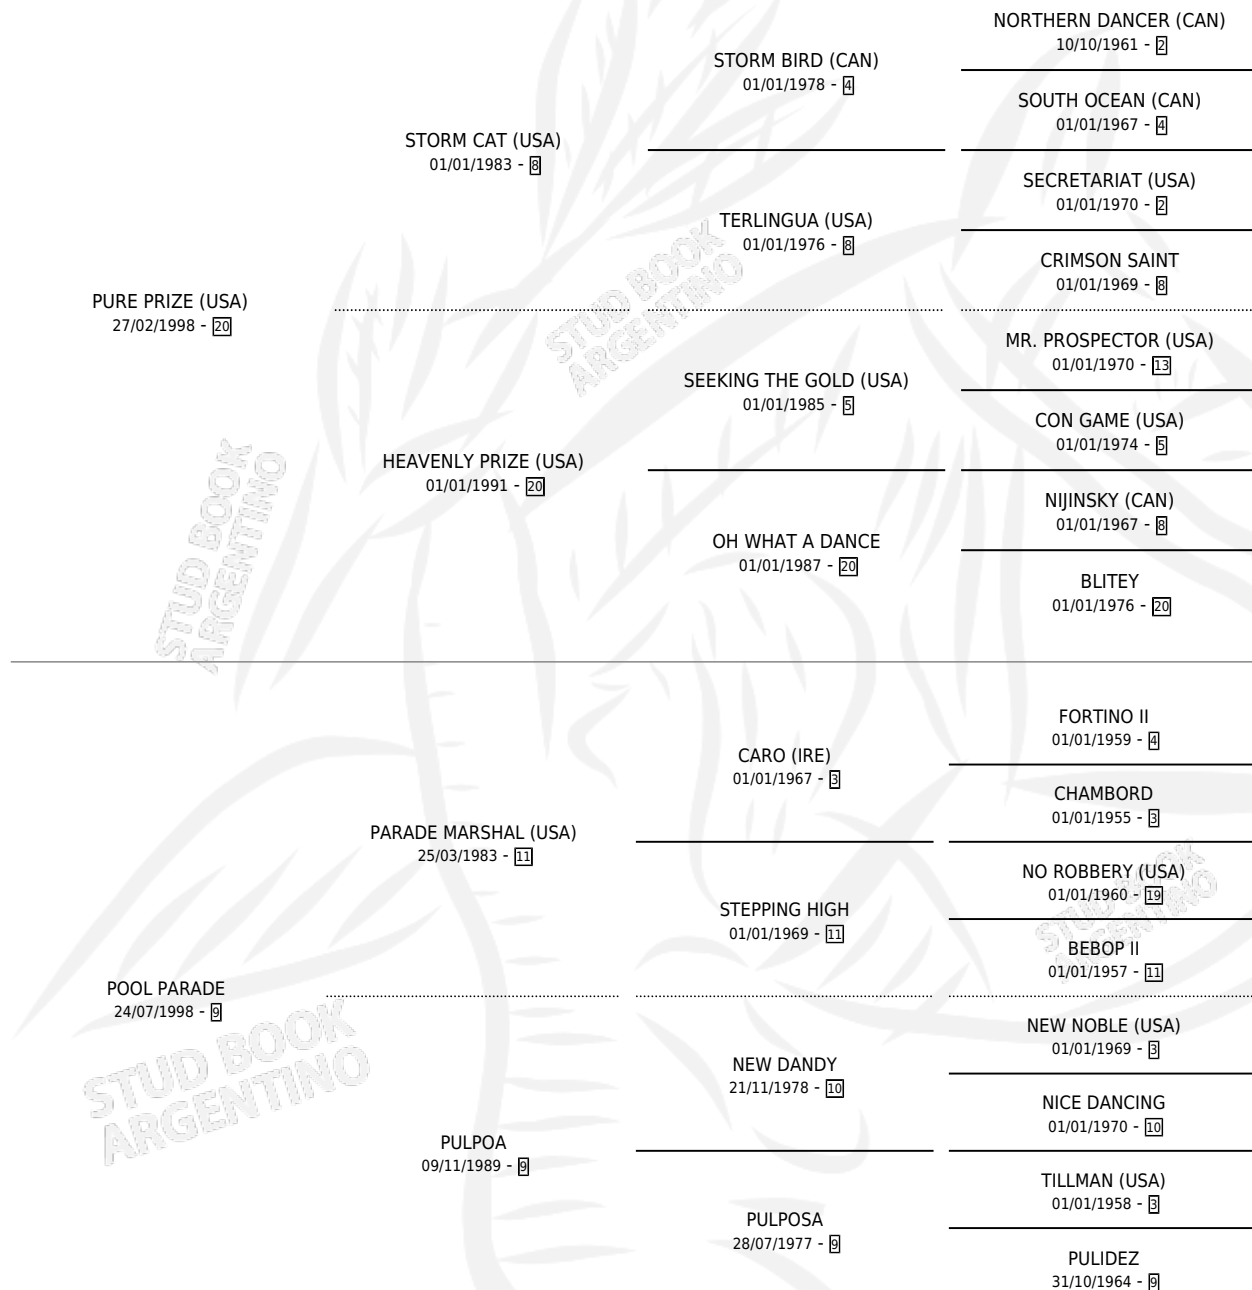 NORTHERN DANCER (CAN)
10/10/1961 - 2
STORM BIRD (CAN)
01/01/1978 - 4
SOUTH OCEAN (CAN)
01/01/1967 - 4
STORM CAT (USA)
01/01/1983 - 8
SECRETARIAT (USA)
01/01/1970 - 2
TERLINGUA (USA)
01/01/1976 - 8
CRIMSON SAINT
01/01/1969 - 8
PURE PRIZE (USA)
27/02/1998 - 20
MR. PROSPECTOR (USA)
01/01/1970 - 13
SEEKING THE GOLD (USA)
01/01/1985 - 5
CON GAME (USA)
01/01/1974 - 5
HEAVENLY PRIZE (USA)
01/01/1991 - 20
NIJINSKY (CAN)
01/01/1967 - 8
OH WHAT A DANCE
01/01/1987 - 20
BLITEY
01/01/1976 - 20
FORTINO II
01/01/1959 - 4
CARO (IRE)
01/01/1967 - 3
CHAMBORD
01/01/1955 - 3
PARADE MARSHAL (USA)
25/03/1983 - 11
NO ROBBERY (USA)
01/01/1960 - 19
STEPPING HIGH
01/01/1969 - 11
BEBOP II
01/01/1957 - 11
POOL PARADE
24/07/1998 - 9
NEW NOBLE (USA)
01/01/1969 - 3
NEW DANDY
21/11/1978 - 10
NICE DANCING
01/01/1970 - 10
PULPOA
09/11/1989 - 9
TILLMAN (USA)
01/01/1958 - 3
PULPOSA
28/07/1977 - 9
PULIDEZ
31/10/1964 - 9
STUD BOOK
ARGENTINO
STUD BOOK
ARGENTINO
STUD BOOK
ARGENTINO
STUD BOOK
ARGENTINO